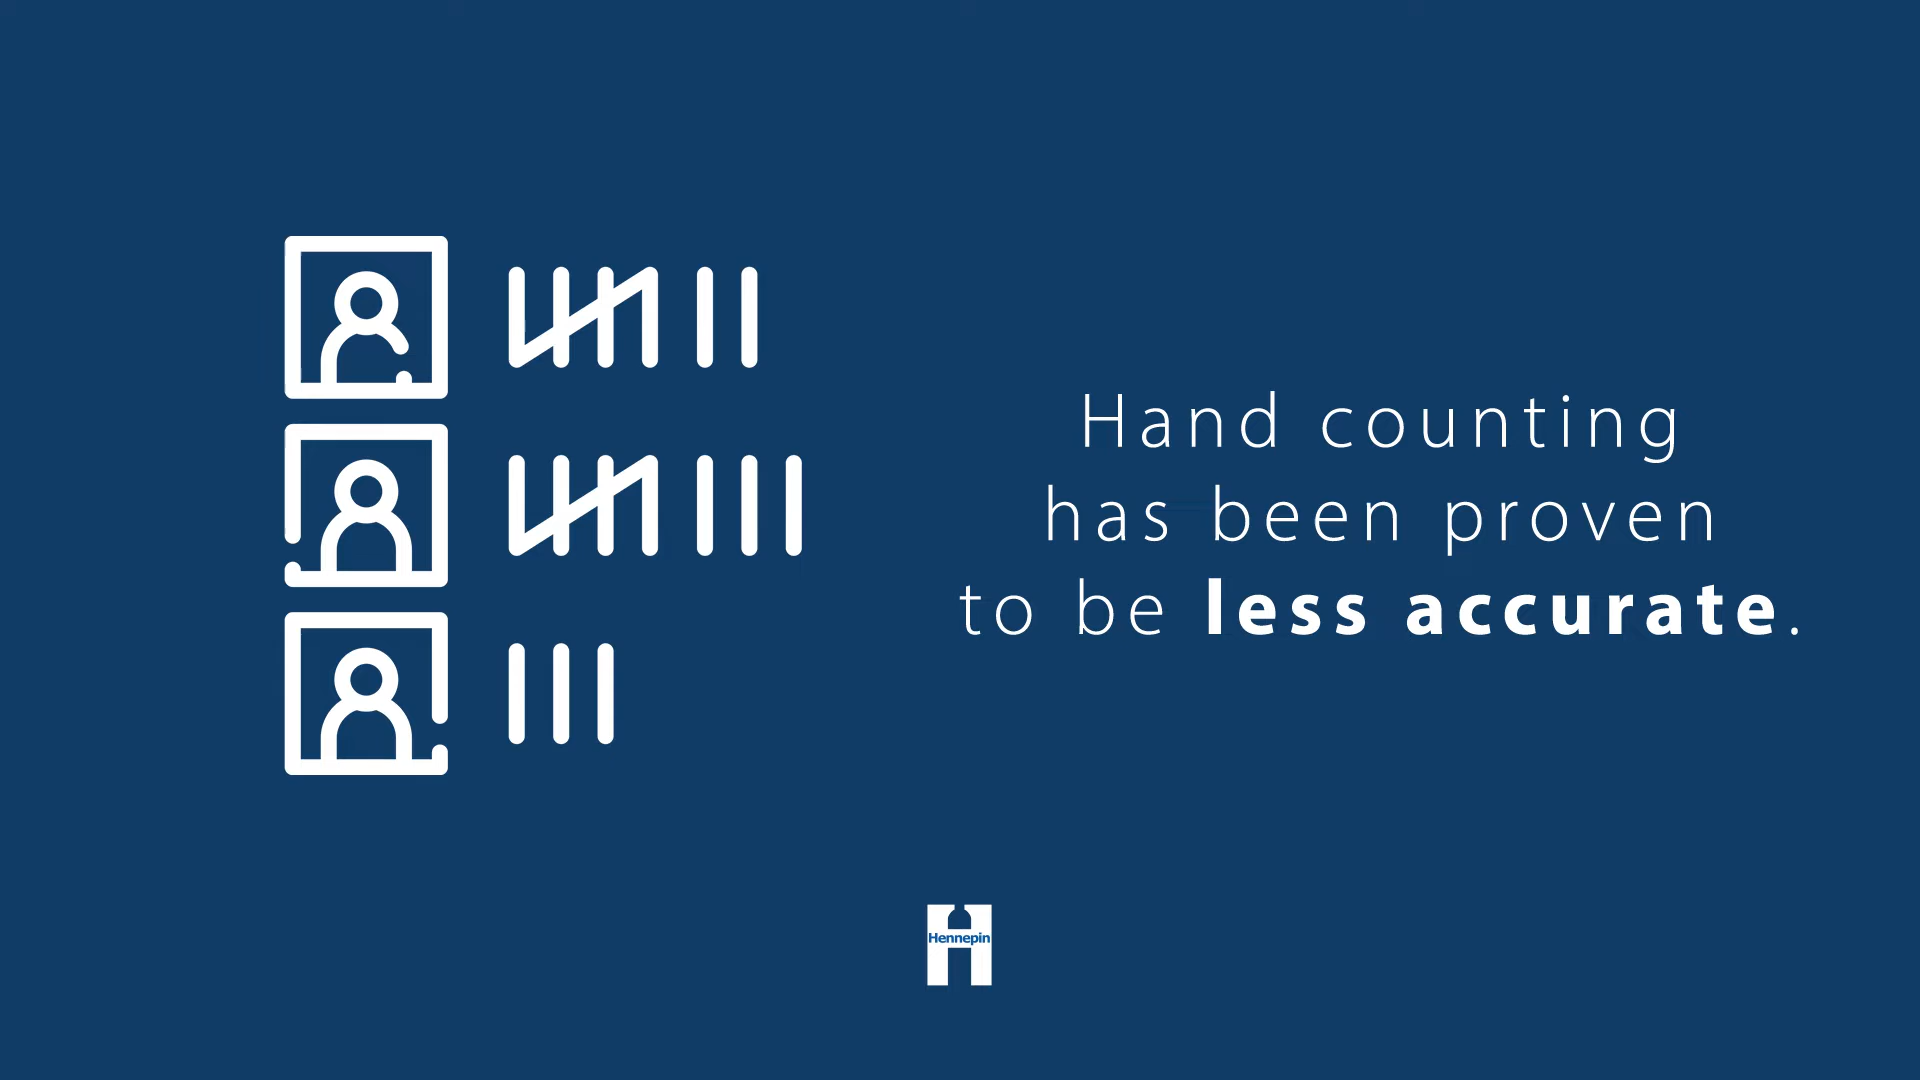 Hand counting
has been proven
to be less accurate.
Hennepin